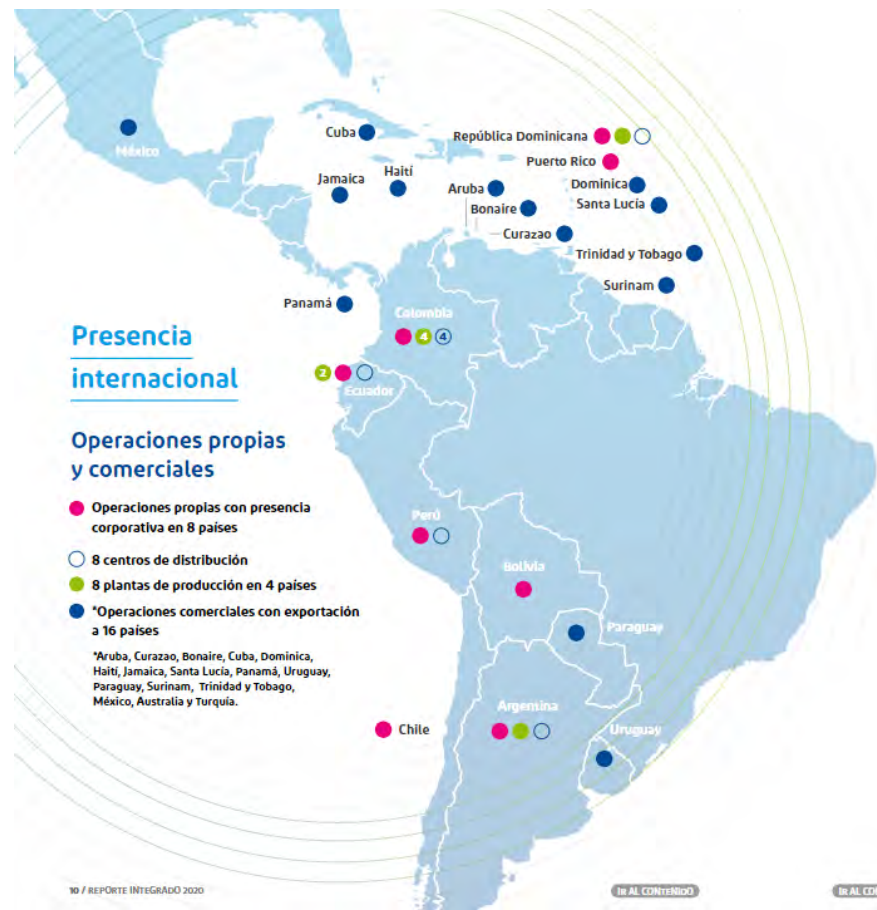 México
Cuba
República Dominicana
Puerto Rico
Jamaica
Haití
Aruba
Dominica
Bonaire
Santa Lucía
Curazao
Trinidad y Tobago
Surinam
Panamá
Colombia
4 4
Presencia
internacional
2
Ecuador
Operaciones propias
y comerciales
Operaciones propias con presencia
corporativa en 8 países
8 centros de distribución
8 plantas de producción en 4 países
*Operaciones comerciales con exportación
a 16 países
*Aruba, Curazao, Bonaire, Cuba, Dominica,
Haití, Jamaica, Santa Lucía, Panamá, Uruguay,
Paraguay, Surinam, Trinidad y Tobago,
México, Australia y Turquía.
Perú
Bolivia
Paraguay
Argentina
Chile
Uruguay
10 / REPORTE INTEGRADO 2020
IR AL CONTENIDO
IR AL CO